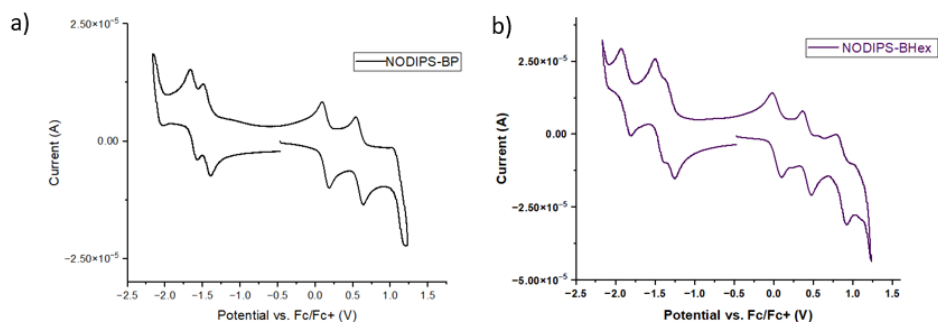 a)
NODIPS-BP
2.50×10⁻⁵
0.00
−2.50×10⁻⁵
Current (A)
-2.5 -2.0 -1.5 -1.0 -0.5 0.0 0.5 1.0 1.5
Potential vs. Fc/Fc+ (V)
b)
NODIPS-BHex
2.50×10⁻⁵
0.00
−2.50×10⁻⁵
−5.00×10⁻⁵
Current (A)
-2.5 -2.0 -1.5 -1.0 -0.5 0.0 0.5 1.0 1.5
Potential vs. Fc/Fc+ (V)